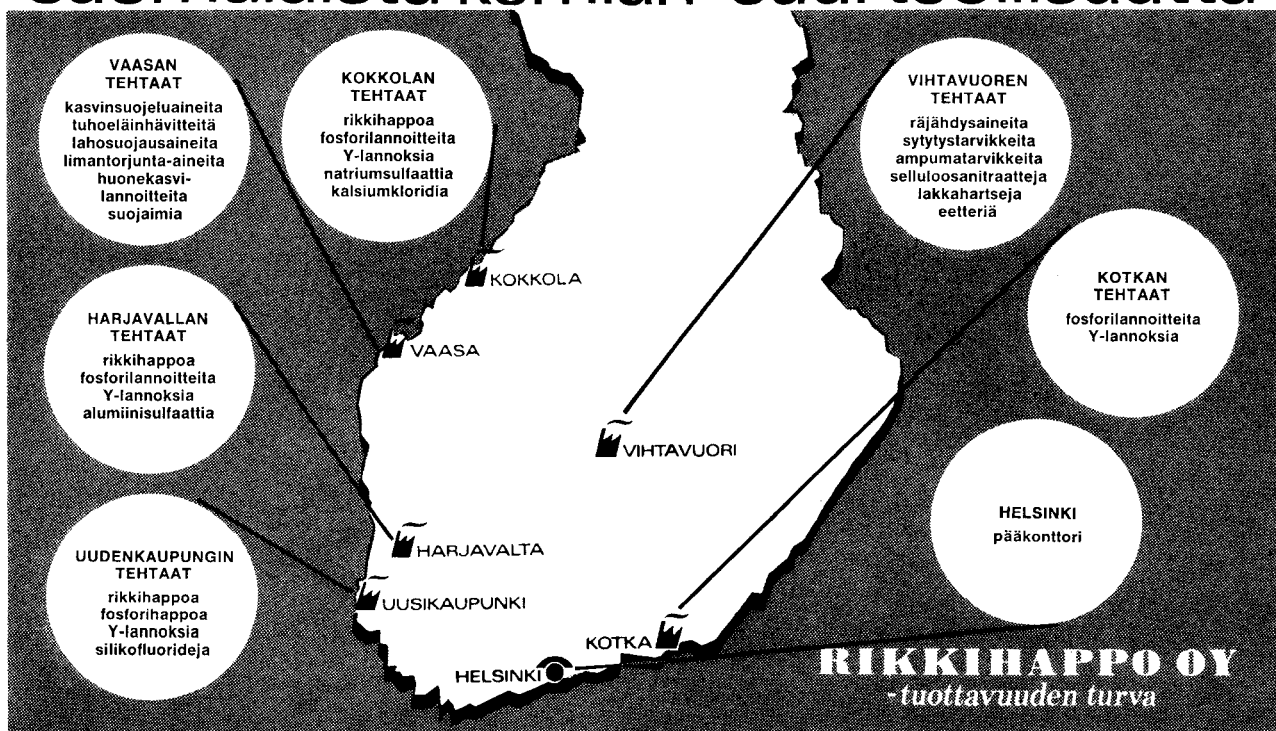 VAASAN
TEHTAAT
kasvinsuojeluaineita
tuhoeläinhävitteitä
lahosuojausaineita
limantorjunta-aineita
huonekasvi-
lannoitteita
suojaimia
KOKKOLAN
TEHTAAT
rikkihappoa
fosforilannoitteita
Y-lannoksia
natriumsulfaattia
kalsiumkloridia
VIHTAVUOREN
TEHTAAT
räjähdysaineita
sytytystarvikkeita
ampumatarvikkeita
selluloosanitraatteja
lakkahartseja
eetteriä
KOTKAN
TEHTAAT
fosforilannoitteita
Y-lannoksia
HARJAVALLAN
TEHTAAT
rikkihappoa
fosforilannoitteita
Y-lannoksia
alumiinisulfaattia
UUDENKAUPUNGIN
TEHTAAT
rikkihappoa
fosforihappoa
Y-lannoksia
silikofluorideja
HELSINKI
pääkonttori
KOKKOLA
VAASA
VIHTAVUORI
HARJAVALTA
UUSIKAUPUNKI
KOTKA
HELSINKI
RIKKIHAPPO OY
-tuottavuuden turva